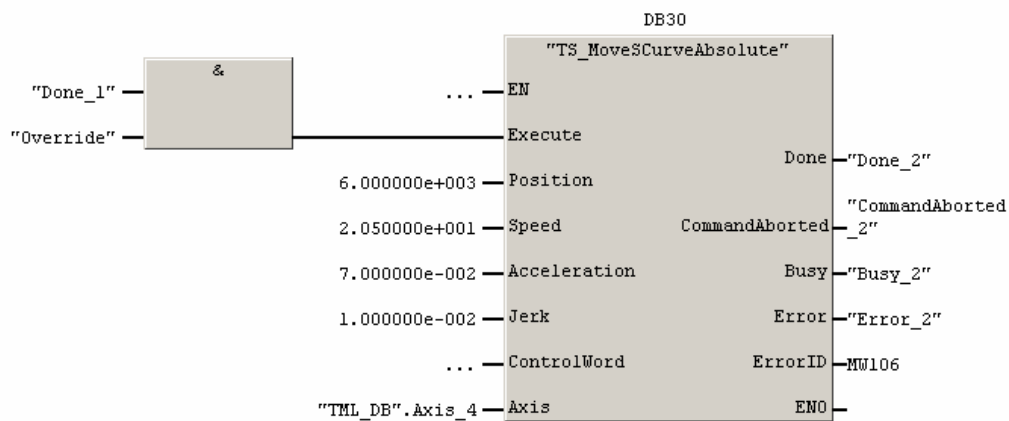 DB30
"TS_MoveSCurveAbsolute"
&
"Done_1"
... EN
"Override"
Execute
Done "Done_2"
6.000000e+003 Position
"CommandAborted
2.050000e+001 Speed CommandAborted _2"
7.000000e-002 Acceleration Busy "Busy_2"
1.000000e-002 Jerk Error "Error_2"
... ControlWord ErrorID MW106
"TML_DB".Axis_4 Axis ENO